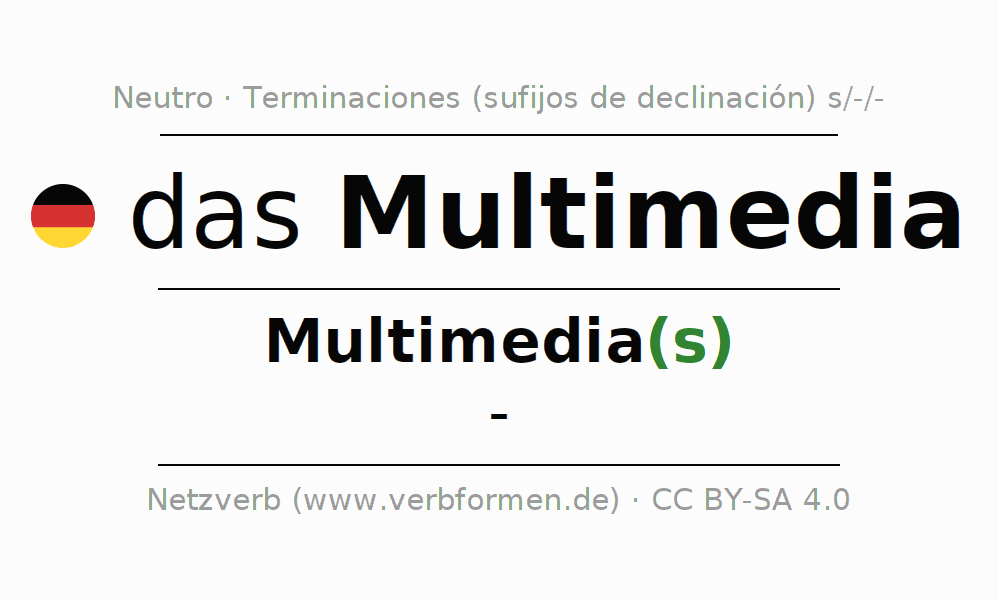 Neutro · Terminaciones (sufijos de declinación) s/-/-
das Multimedia
Multimedia(s)
-
Netzverb (www.verbformen.de) · CC BY-SA 4.0